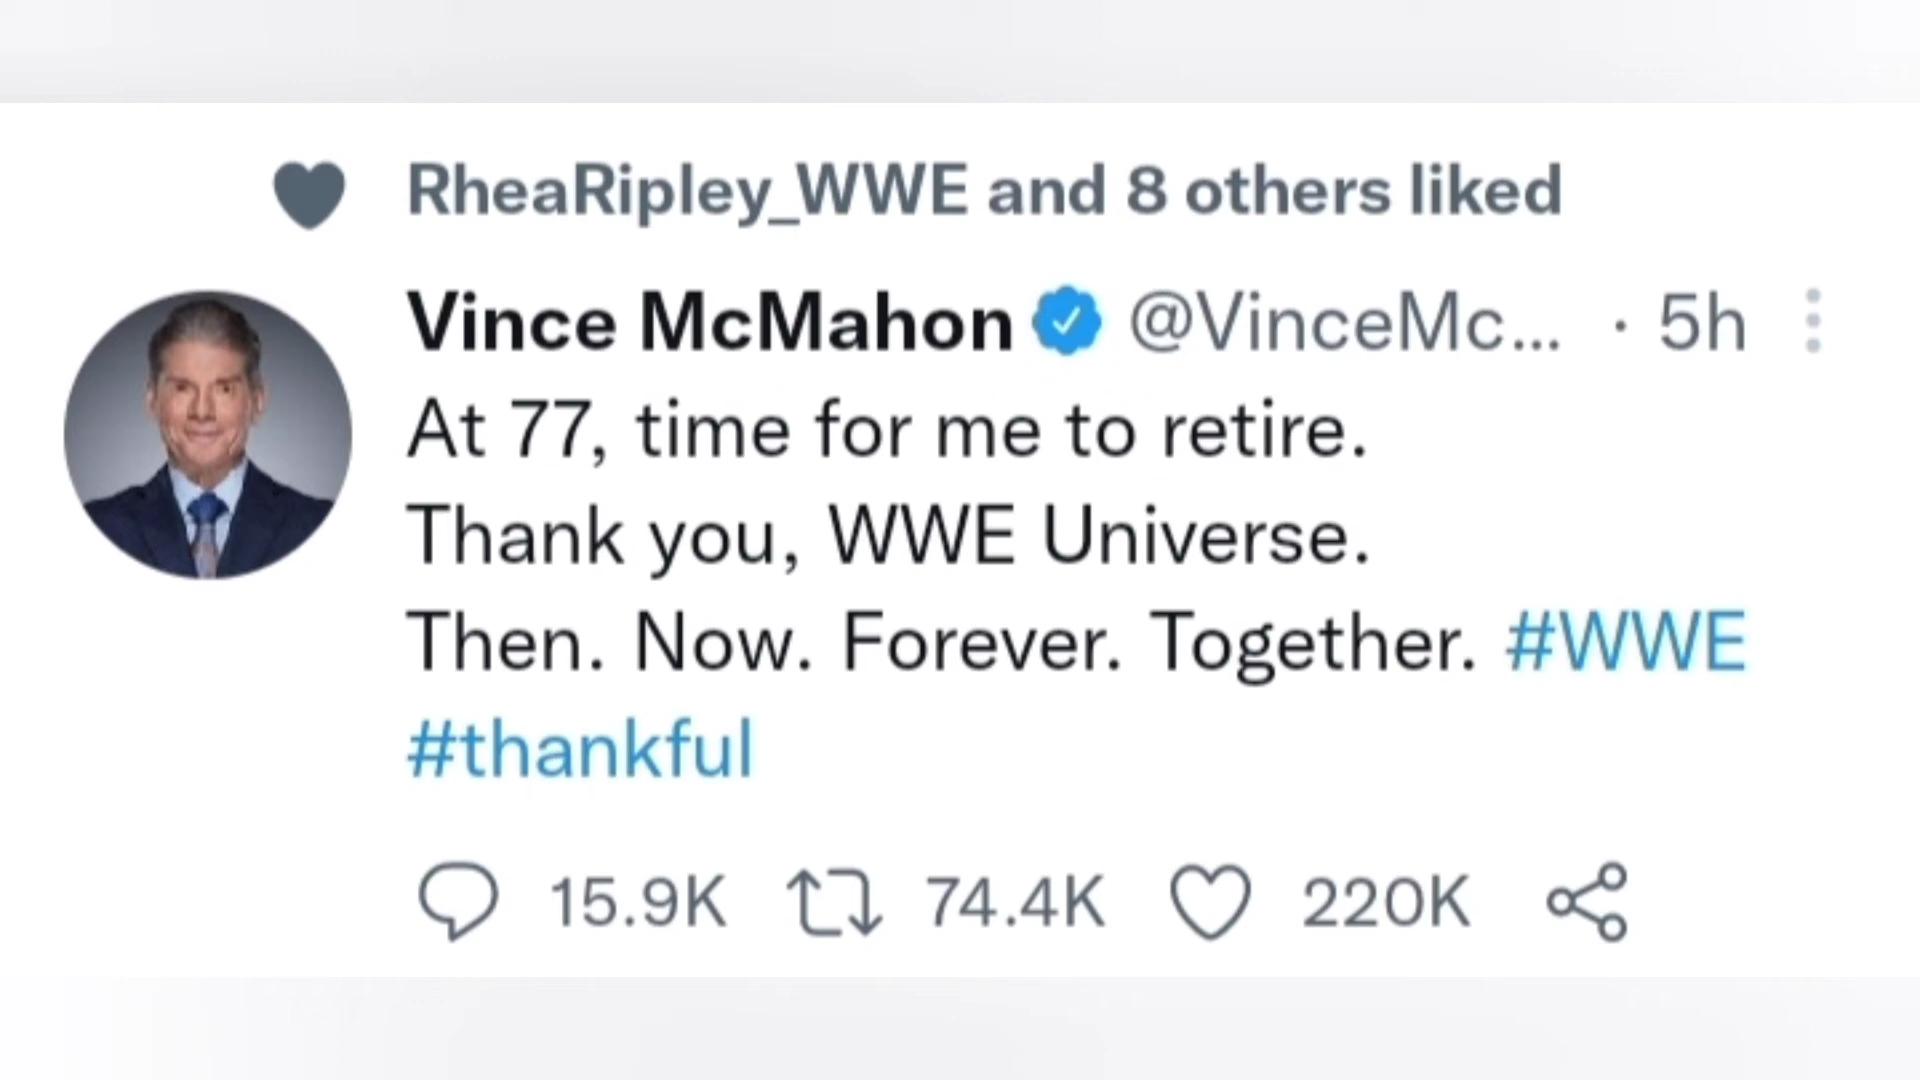 RheaRipley_WWE and 8 others liked
Vince McMahon @VinceMc... · 5h
At 77, time for me to retire.
Thank you, WWE Universe.
Then. Now. Forever. Together. #WWE
#thankful
15.9K 74.4K 220K